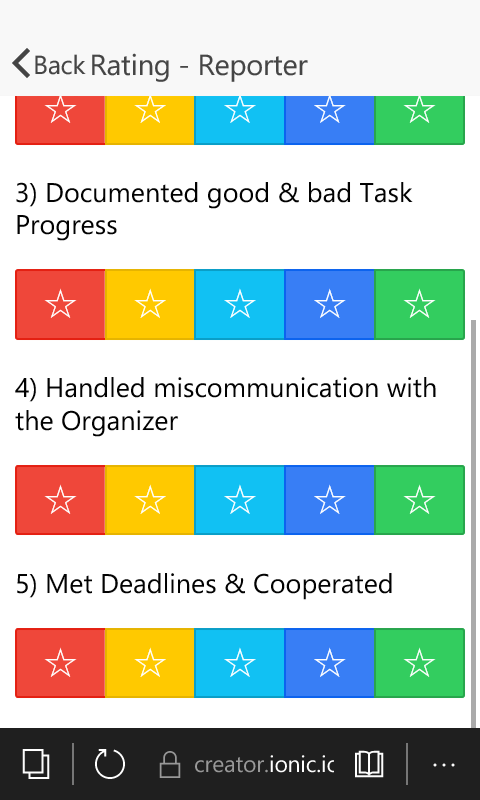 Back Rating - Reporter
3) Documented good & bad Task
Progress
4) Handled miscommunication with
the Organizer
5) Met Deadlines & Cooperated
creator.ionic.ic